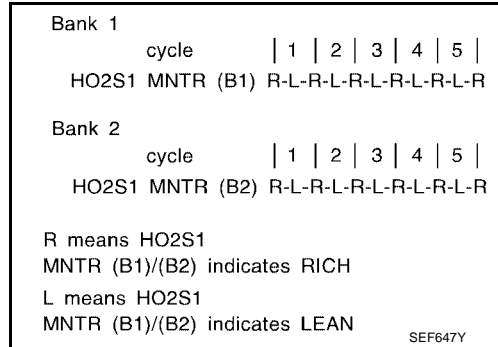 Bank 1
cycle | 1 | 2 | 3 | 4 | 5 |
HO2S1 MNTR (B1) R-L-R-L-R-L-R-L-R-L-R
Bank 2
cycle | 1 | 2 | 3 | 4 | 5 |
HO2S1 MNTR (B2) R-L-R-L-R-L-R-L-R-L-R
R means HO2S1
MNTR (B1)/(B2) indicates RICH
L means HO2S1
MNTR (B1)/(B2) indicates LEAN
SEF647Y